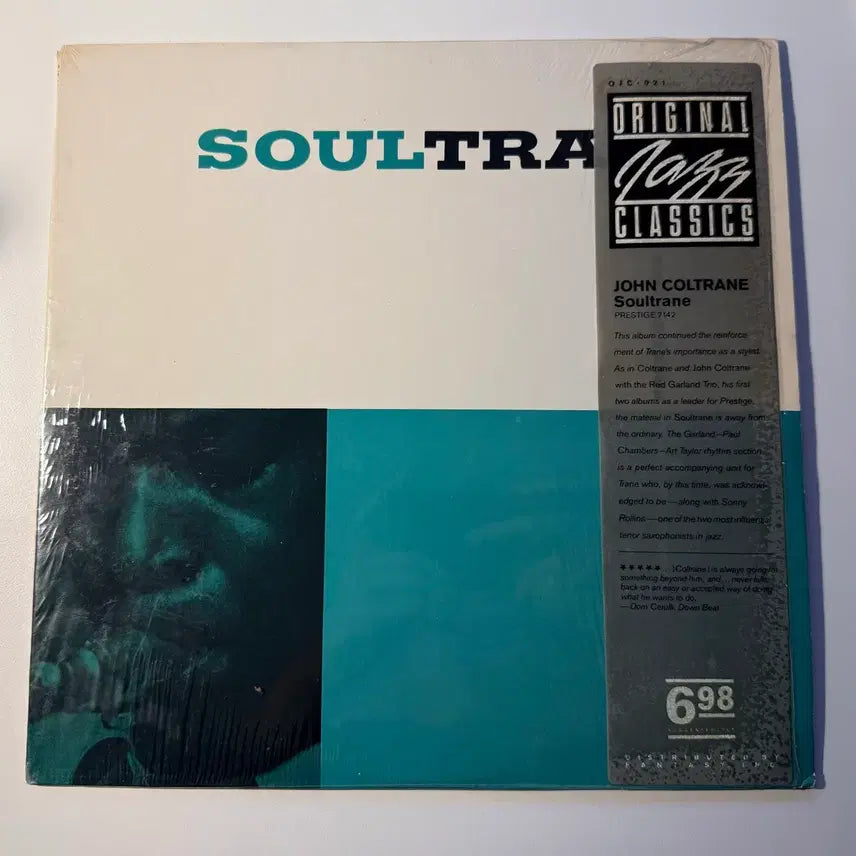 SOULTRA
OJC-021
ORIGINAL
Jazz
CLASSICS
JOHN COLTRANE
Soultrane
PRESTIGE 7142
This album continued the reinforce
ment of Trane's importance as a stylist.
As in Coltrane and John Coltrane
with the Red Garland Trio, his first
two albums as a leader for Prestige,
the material in Soultrane is away from
the ordinary. The Garland—Paul
Chambers—Art Taylor rhythm section
is a perfect accompanying unit for
Trane who, by this time, was acknowl-
edged to be—along with Sonny
Rollins—one of the two most influential
tenor saxophonists in jazz.
★★★★★ . . . [Coltrane] is always going for
something beyond him, and . . . never falls
back on an easy or accepted way of doing
what he wants to do.
—Dom Cerulli, Down Beat
698
DISTRIBUTED BY
FANTASY, INC